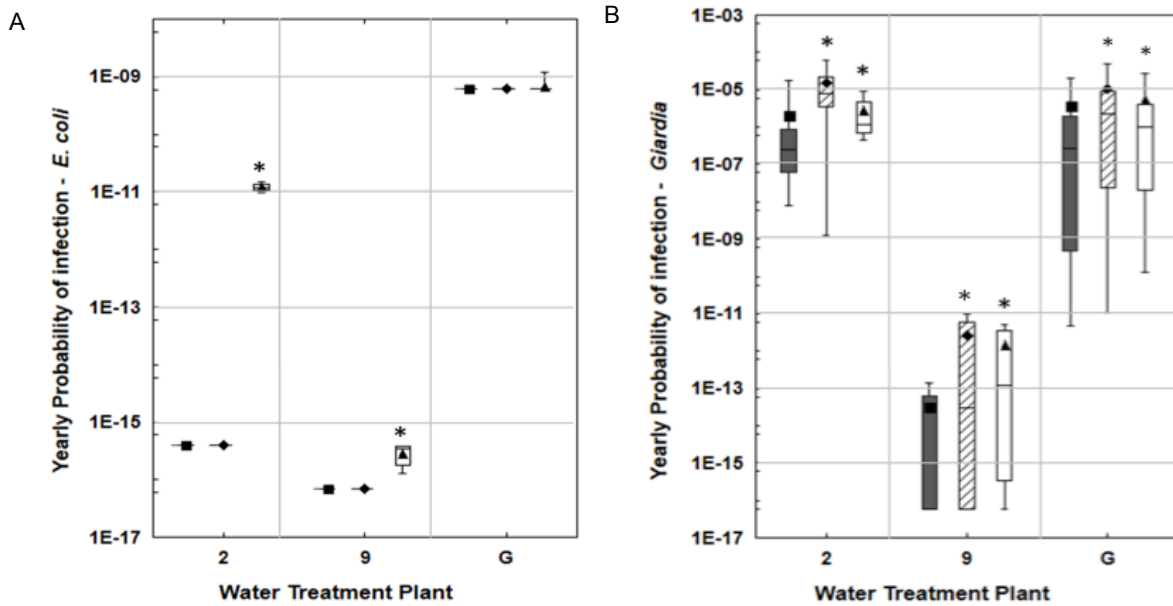 A
Yearly Probability of infection - E. coli
1E-09
1E-11
1E-13
1E-15
1E-17
*
*
2 9 G
Water Treatment Plant
B
Yearly Probability of infection - Giardia
1E-03
1E-05
1E-07
1E-09
1E-11
1E-13
1E-15
1E-17
* * * *
* *
2 9 G
Water Treatment Plant